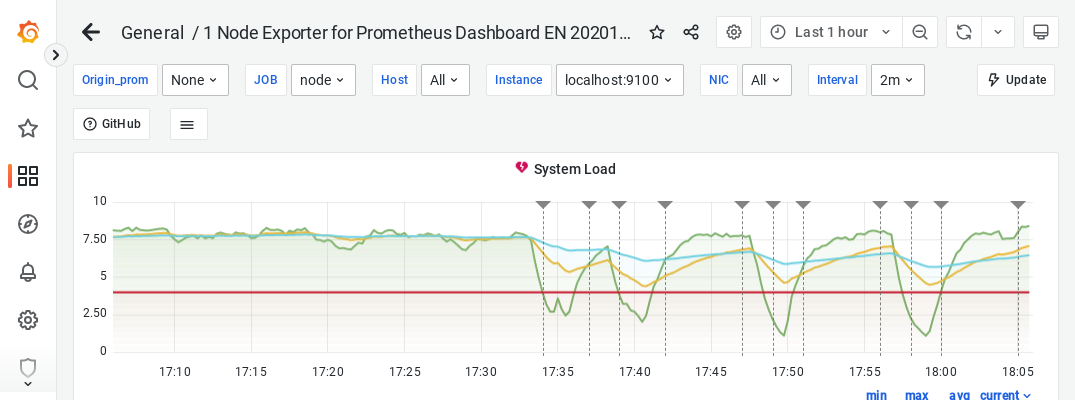 General / 1 Node Exporter for Prometheus Dashboard EN 20201...
Last 1 hour
Origin_prom None JOB node Host All Instance localhost:9100 NIC All Interval 2m Update
GitHub
System Load
10
7.50
5
2.50
0
17:10 17:15 17:20 17:25 17:30 17:35 17:40 17:45 17:50 17:55 18:00 18:05
min max avg current